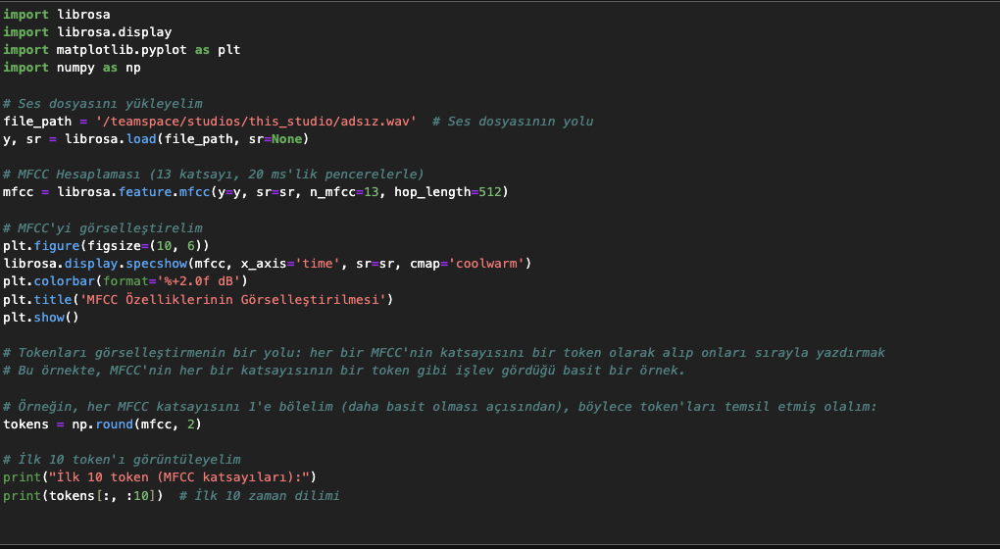 import librosa
import librosa.display
import matplotlib.pyplot as plt
import numpy as np
# Ses dosyasını yükleyelim
file_path = '/teamspace/studios/this_studio/adsız.wav'  # Ses dosyasının yolu
y, sr = librosa.load(file_path, sr=None)
# MFCC Hesaplaması (13 katsayı, 20 ms'lik pencerelerle)
mfcc = librosa.feature.mfcc(y=y, sr=sr, n_mfcc=13, hop_length=512)
# MFCC'yi görselleştirelim
plt.figure(figsize=(10, 6))
librosa.display.specshow(mfcc, x_axis='time', sr=sr, cmap='coolwarm')
plt.colorbar(format='%+2.0f dB')
plt.title('MFCC Özelliklerinin Görselleştirilmesi')
plt.show()
# Tokenları görselleştirmenin bir yolu: her bir MFCC'nin katsayısını bir token olarak alıp onları sırayla yazdırmak
# Bu örnekte, MFCC'nin her bir katsayısının bir token gibi işlev gördüğü basit bir örnek.
# Örneğin, her MFCC katsayısını 1'e bölelim (daha basit olması açısından), böylece token'ları temsil etmiş olalım:
tokens = np.round(mfcc, 2)
# İlk 10 token'ı görüntüleyelim
print("İlk 10 token (MFCC katsayıları):")
print(tokens[:, :10])  # İlk 10 zaman dilimi